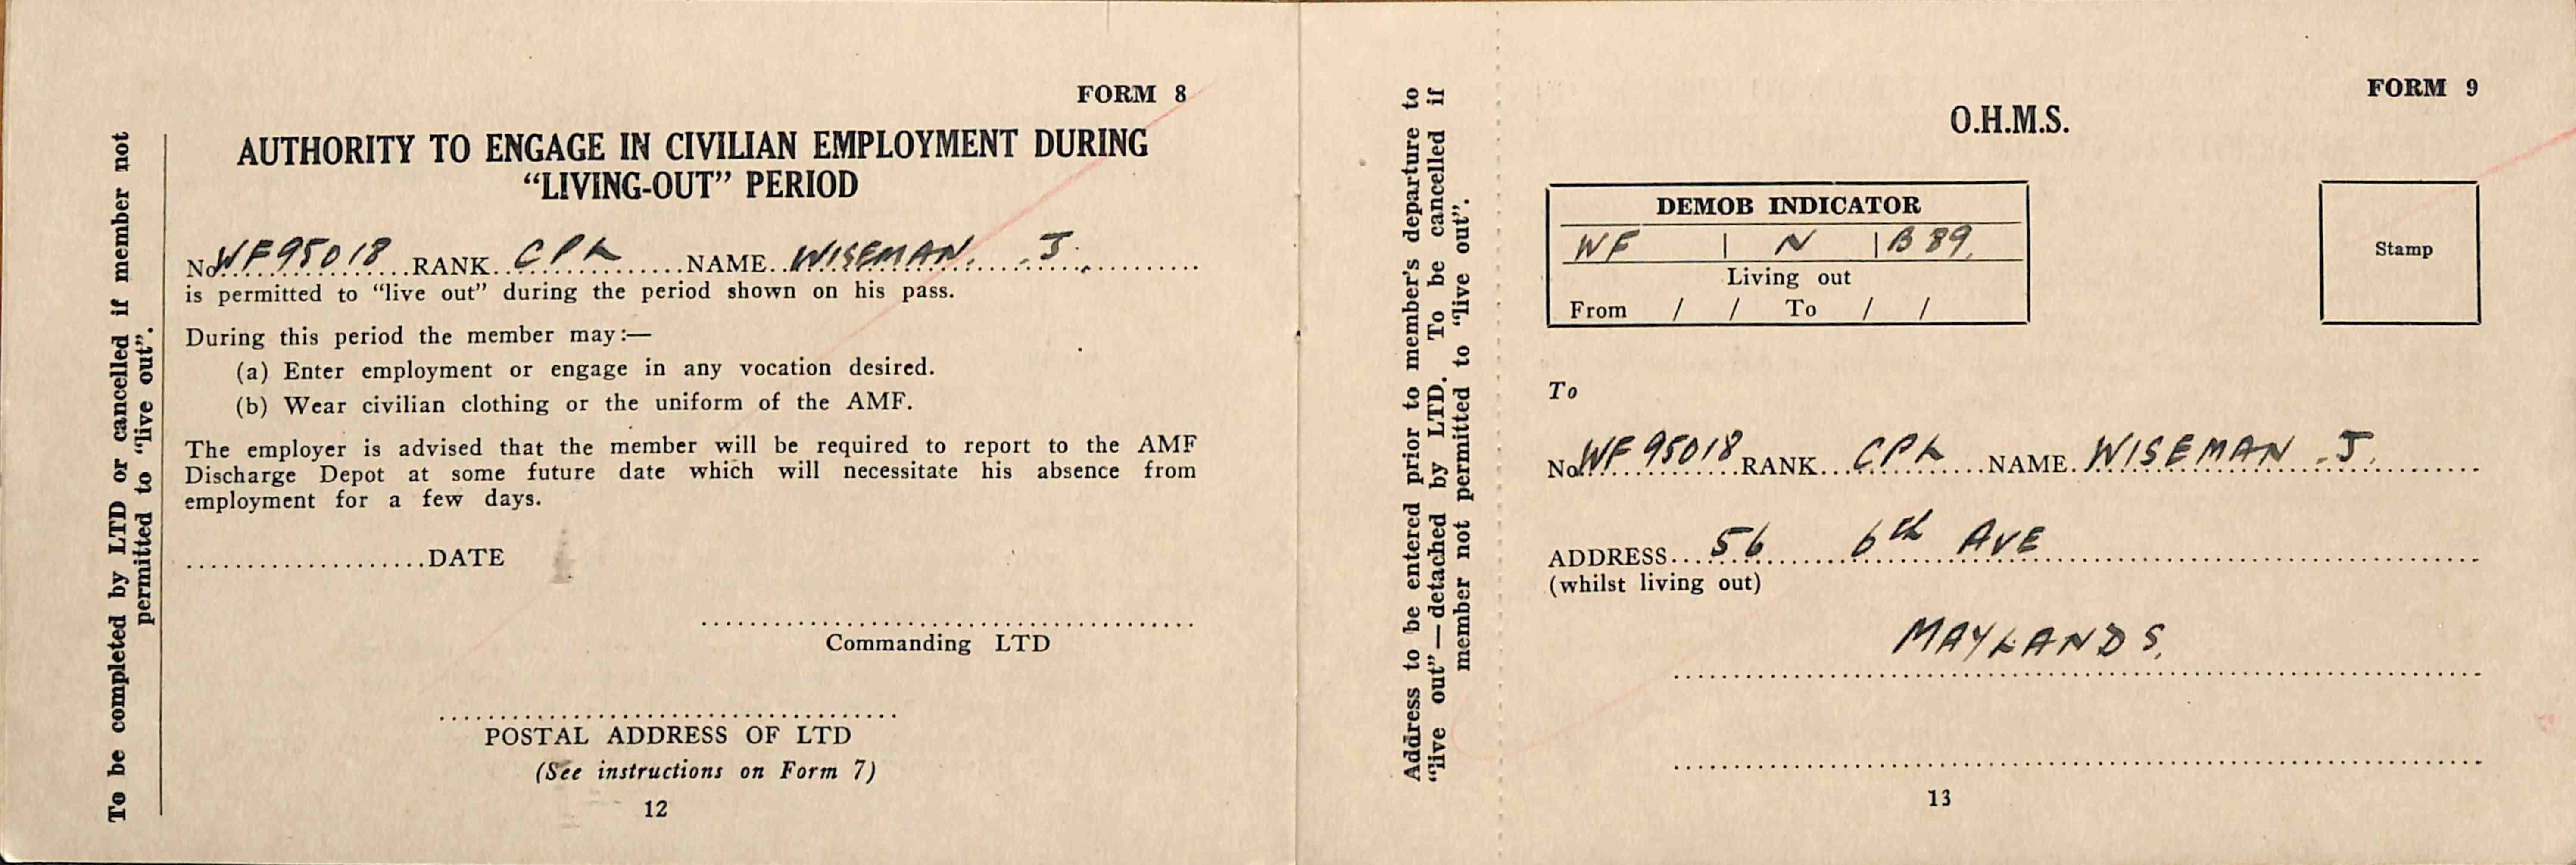 FORM 8
AUTHORITY TO ENGAGE IN CIVILIAN EMPLOYMENT DURING
“LIVING-OUT” PERIOD
No WF95018 RANK CPL NAME WISEMAN. J.
is permitted to “live out” during the period shown on his pass.
During this period the member may:—
(a) Enter employment or engage in any vocation desired.
(b) Wear civilian clothing or the uniform of the AMF.
The employer is advised that the member will be required to report to the AMF
Discharge Depot at some future date which will necessitate his absence from
employment for a few days.
....................DATE
Commanding LTD
POSTAL ADDRESS OF LTD
(See instructions on Form 7)
12
To be completed by LTD or cancelled if member not
permitted to “live out”.
Address to be entered prior to member's departure to
“live out”—detached by LTD. To be cancelled if
member not permitted to “live out”.
FORM 9
O.H.M.S.
DEMOB INDICATOR
WF | N | B 89.
Living out
From / / To / /
Stamp
To
No WF 95018 RANK CPL NAME WISEMAN . J.
ADDRESS 56 6th AVE
(whilst living out)
MAYLANDS.
13